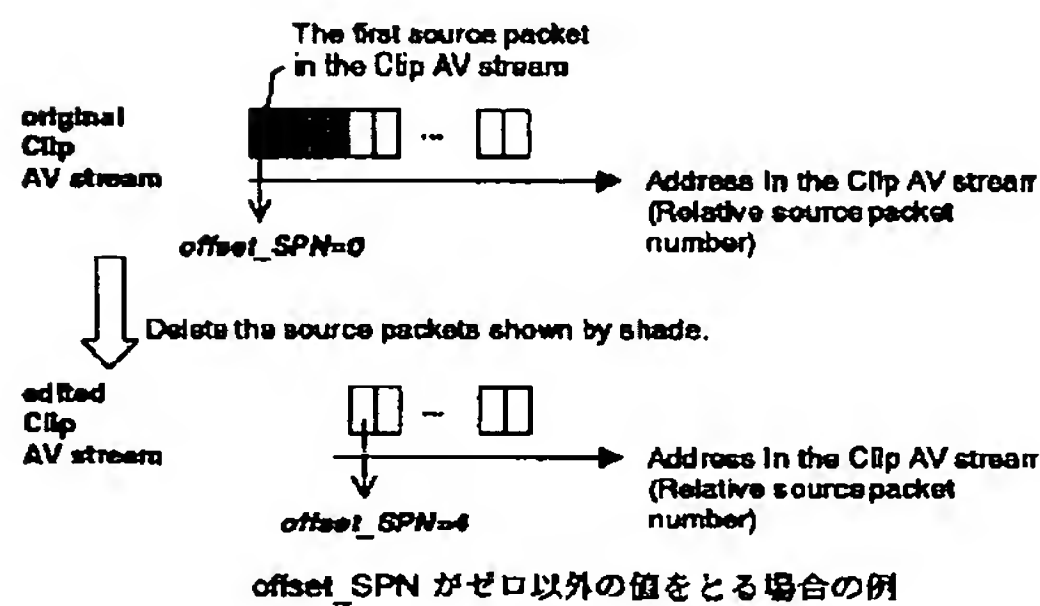 The first source packet
in the Clip AV stream
original
Clip
AV stream
...
Address in the Clip AV stream
(Relative source packet
number)
offset_SPN=0
Delete the source packets shown by shade.
edited
Clip
AV stream
...
Address in the Clip AV stream
(Relative source packet
number)
offset_SPN=4
offset_SPN がゼロ以外の値をとる場合の例